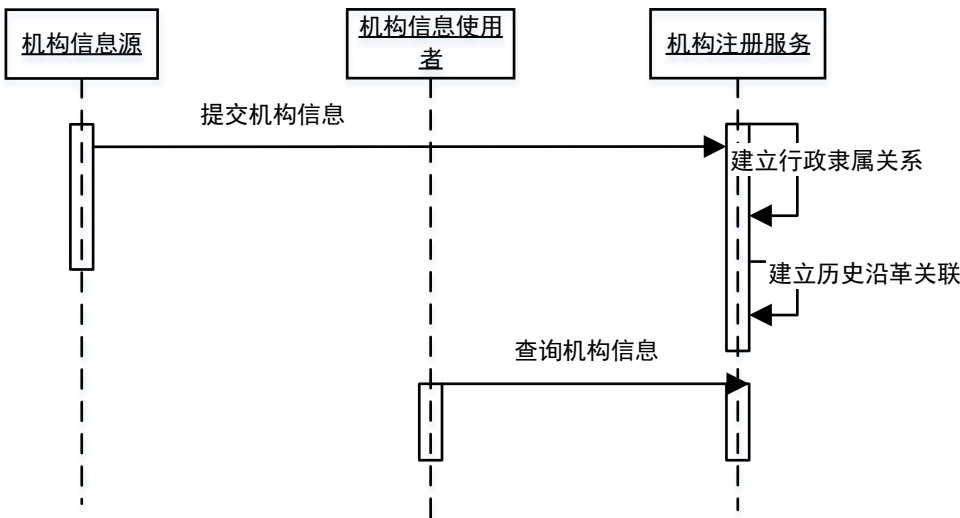 机构信息源
机构信息使用
者
机构注册服务
提交机构信息
建立行政隶属关系
建立历史沿革关联
查询机构信息